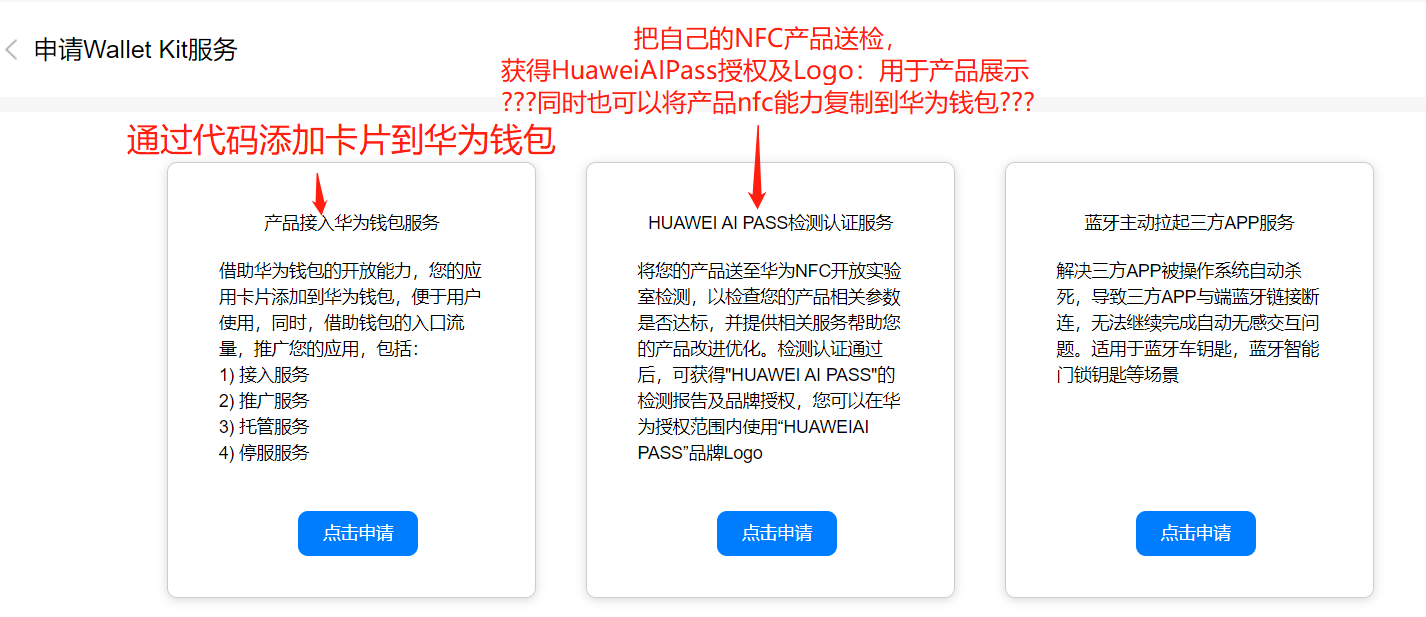 申请Wallet Kit服务
把自己的NFC产品送检，
获得HuaweiAIPass授权及Logo：用于产品展示
???同时也可以将产品nfc能力复制到华为钱包???
通过代码添加卡片到华为钱包
产品接入华为钱包服务
借助华为钱包的开放能力，您的应
用卡片添加到华为钱包，便于用户
使用，同时，借助钱包的入口流
量，推广您的应用，包括：
1) 接入服务
2) 推广服务
3) 托管服务
4) 停服服务
点击申请
HUAWEI AI PASS检测认证服务
将您的产品送至华为NFC开放实验
室检测，以检查您的产品相关参数
是否达标，并提供相关服务帮助您
的产品改进优化。检测认证通过
后，可获得"HUAWEI AI PASS"的
检测报告及品牌授权，您可以在华
为授权范围内使用“HUAWEIAI
PASS”品牌Logo
点击申请
蓝牙主动拉起三方APP服务
解决三方APP被操作系统自动杀
死，导致三方APP与端蓝牙链接断
连，无法继续完成自动无感交互问
题。适用于蓝牙车钥匙，蓝牙智能
门锁钥匙等场景
点击申请